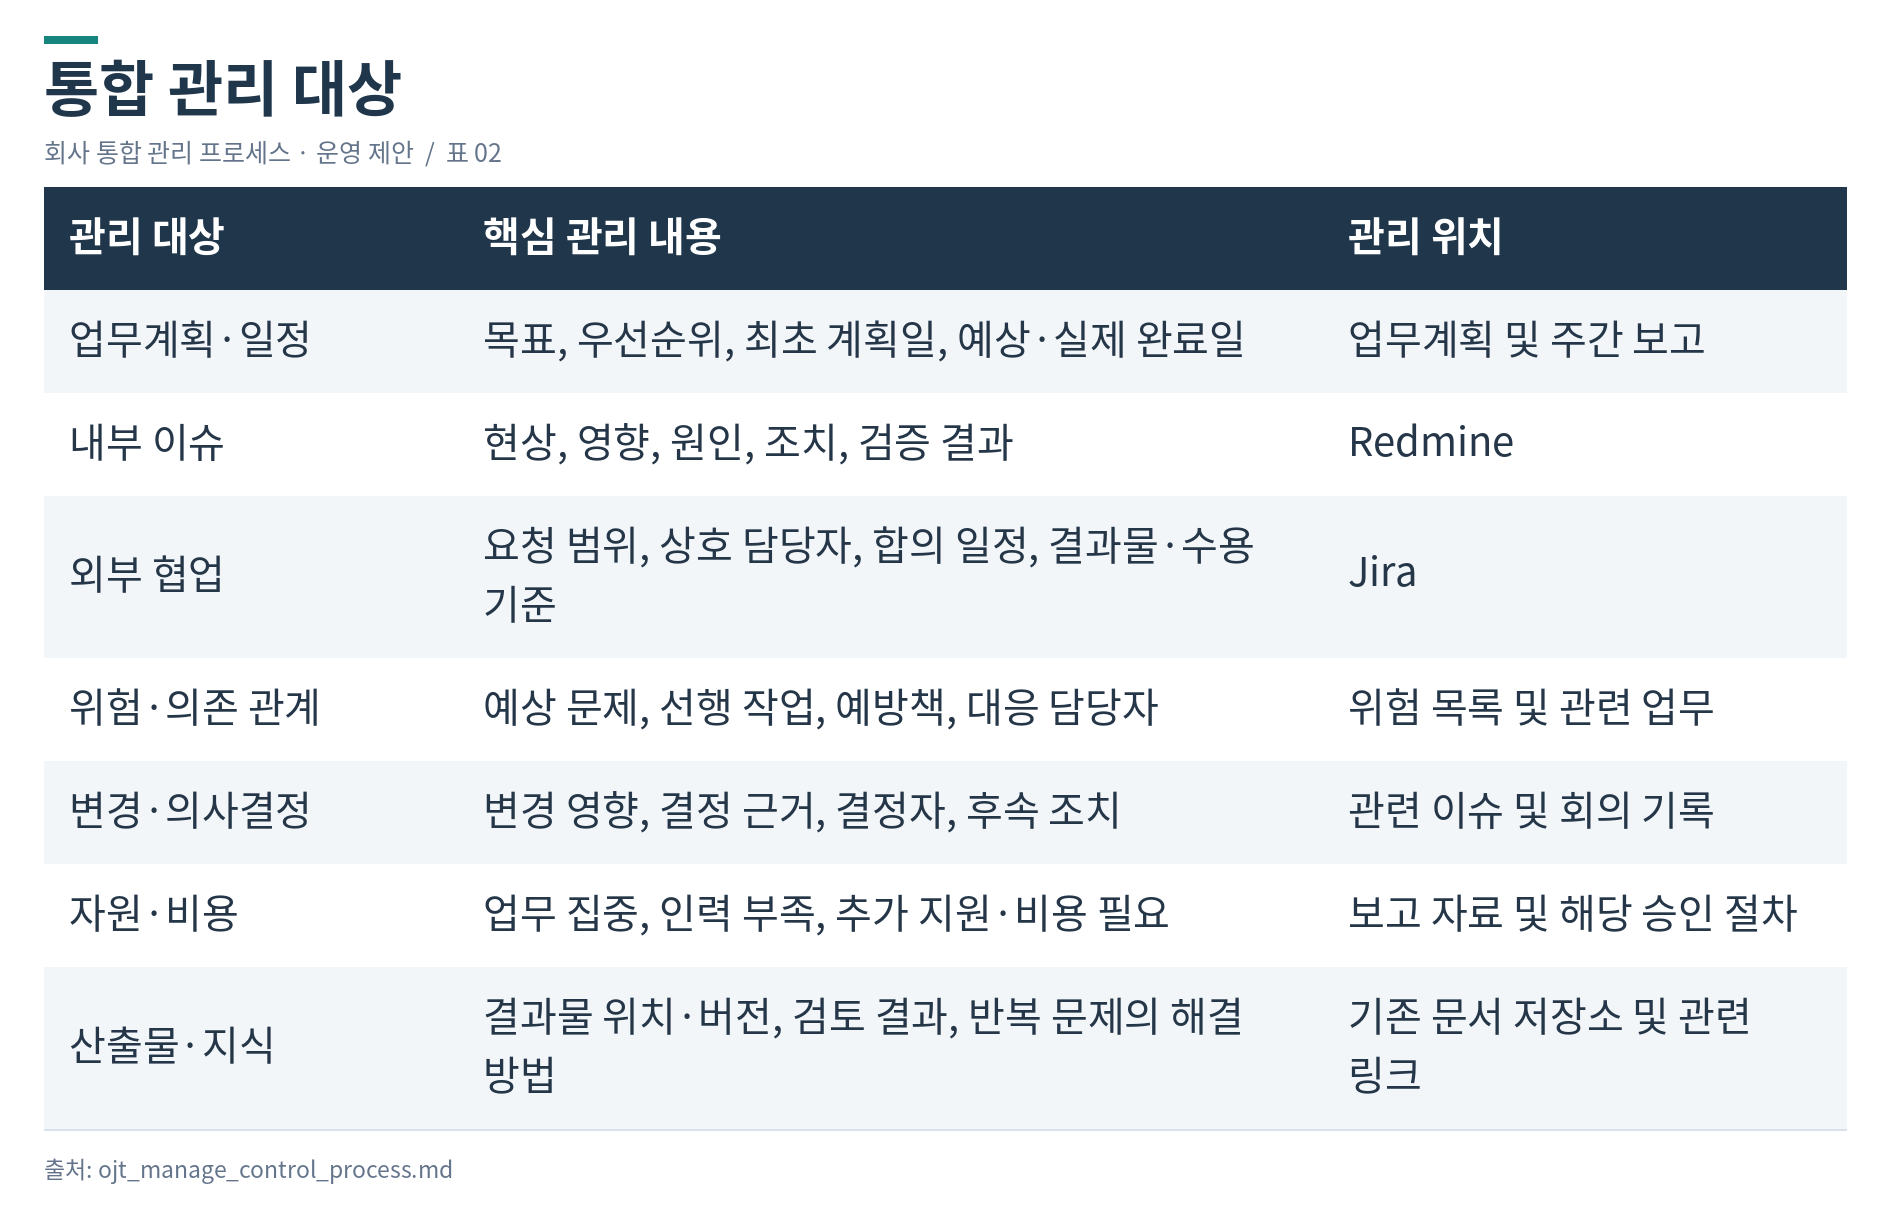 통합 관리 대상
회사 통합 관리 프로세스 · 운영 제안 / 표 02
관리 대상 핵심 관리 내용 관리 위치
업무계획·일정 목표, 우선순위, 최초 계획일, 예상·실제 완료일 업무계획 및 주간 보고
내부 이슈 현상, 영향, 원인, 조치, 검증 결과 Redmine
외부 협업 요청 범위, 상호 담당자, 합의 일정, 결과물·수용 Jira
기준
위험·의존 관계 예상 문제, 선행 작업, 예방책, 대응 담당자 위험 목록 및 관련 업무
변경·의사결정 변경 영향, 결정 근거, 결정자, 후속 조치 관련 이슈 및 회의 기록
자원·비용 업무 집중, 인력 부족, 추가 지원·비용 필요 보고 자료 및 해당 승인 절차
산출물·지식 결과물 위치·버전, 검토 결과, 반복 문제의 해결 기존 문서 저장소 및 관련
방법 링크
출처: ojt_manage_control_process.md